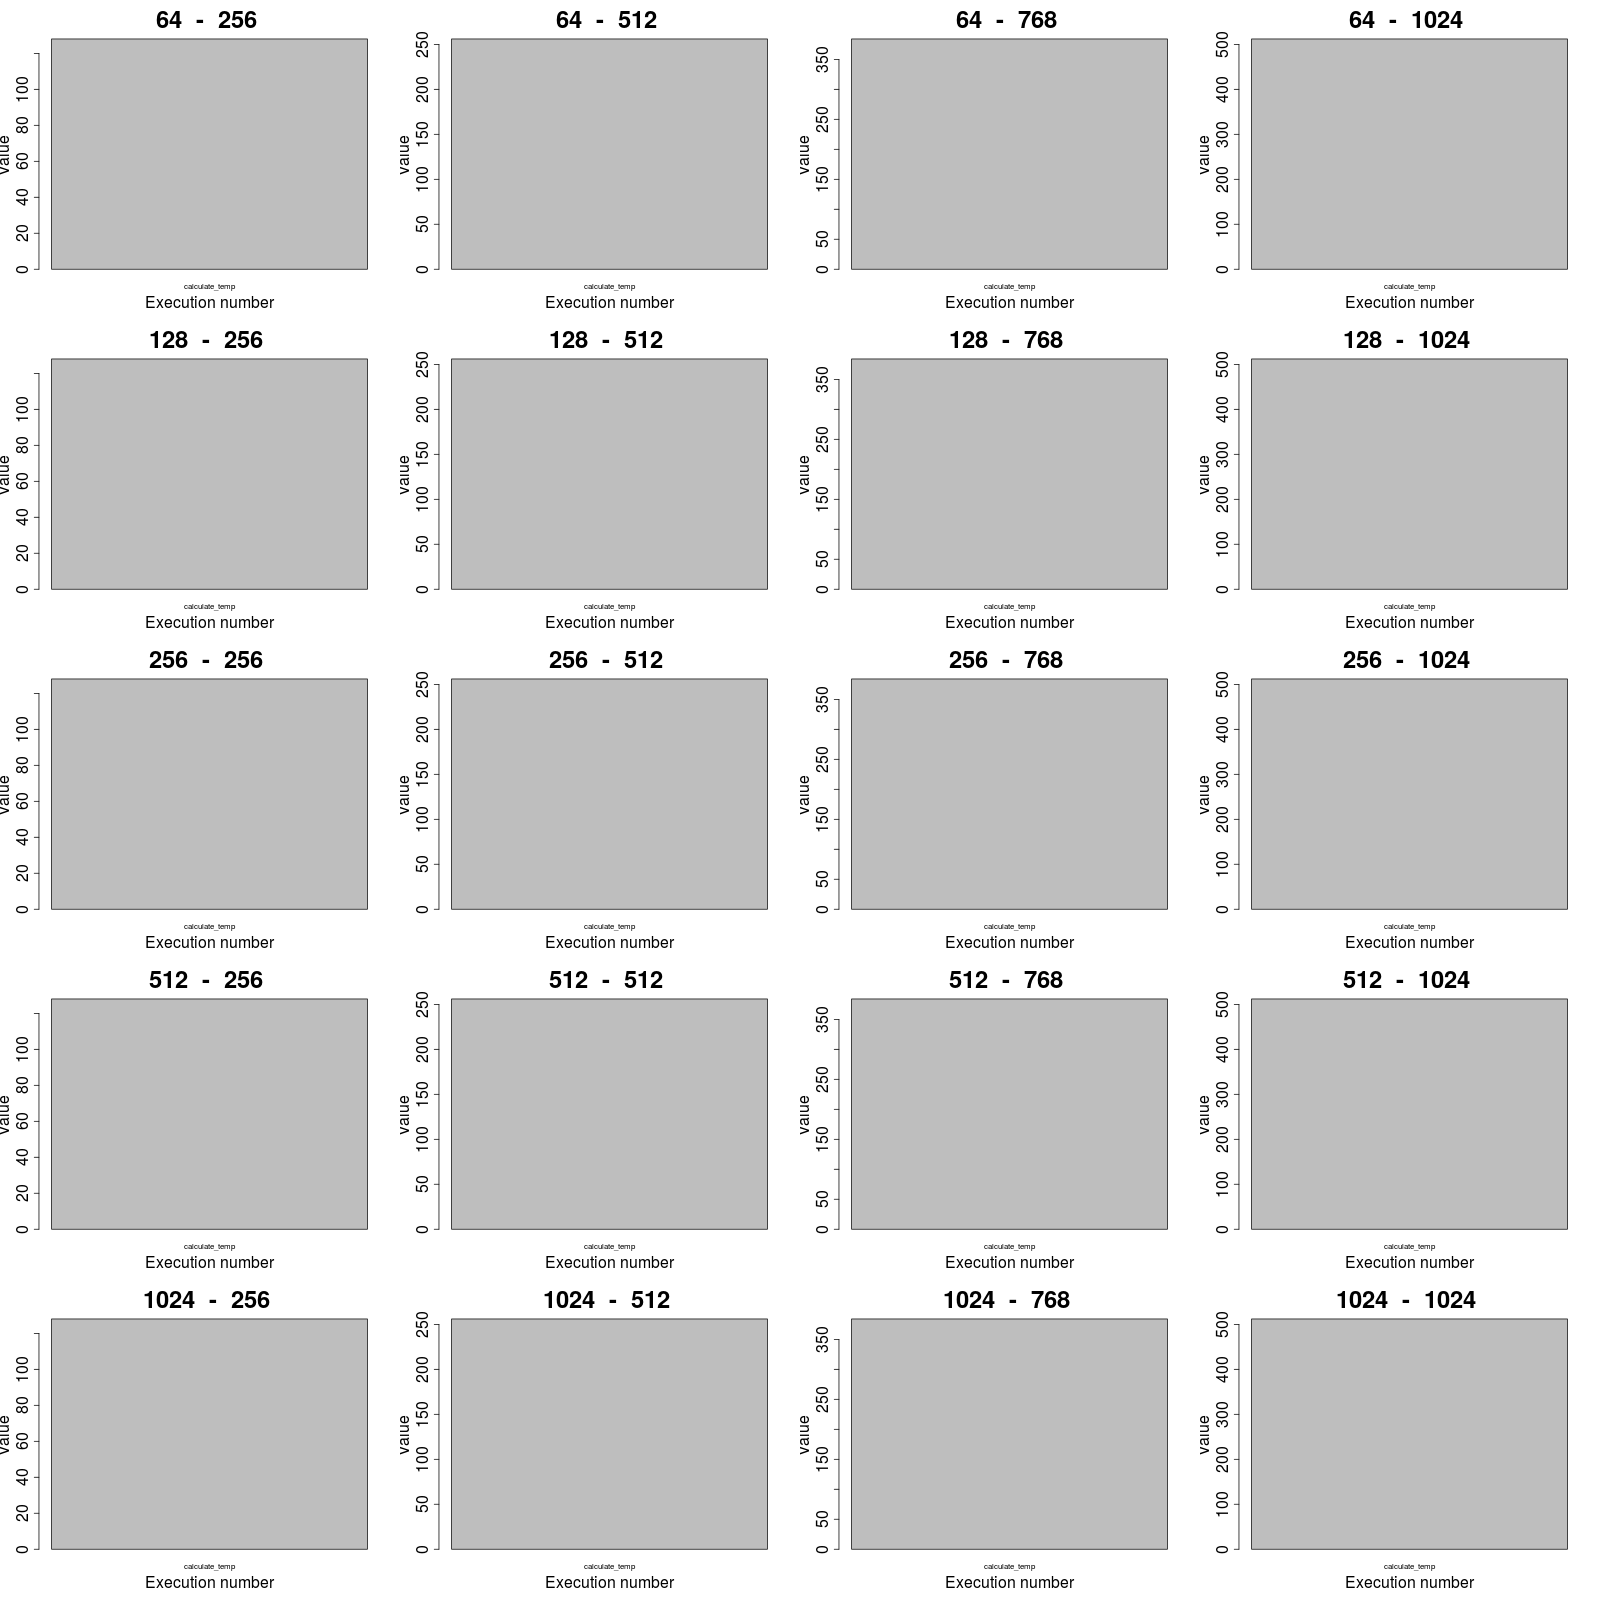 64 - 256
64 - 512
64 - 768
64 - 1024
value
0 20 40 60 80 100
value
0 50 100 150 200 250
value
0 50 150 250 350
value
0 100 200 300 400 500
calculate_temp
calculate_temp
calculate_temp
calculate_temp
Execution number
Execution number
Execution number
Execution number
128 - 256
128 - 512
128 - 768
128 - 1024
value
0 20 40 60 80 100
value
0 50 100 150 200 250
value
0 50 150 250 350
value
0 100 200 300 400 500
calculate_temp
calculate_temp
calculate_temp
calculate_temp
Execution number
Execution number
Execution number
Execution number
256 - 256
256 - 512
256 - 768
256 - 1024
value
0 20 40 60 80 100
value
0 50 100 150 200 250
value
0 50 150 250 350
value
0 100 200 300 400 500
calculate_temp
calculate_temp
calculate_temp
calculate_temp
Execution number
Execution number
Execution number
Execution number
512 - 256
512 - 512
512 - 768
512 - 1024
value
0 20 40 60 80 100
value
0 50 100 150 200 250
value
0 50 150 250 350
value
0 100 200 300 400 500
calculate_temp
calculate_temp
calculate_temp
calculate_temp
Execution number
Execution number
Execution number
Execution number
1024 - 256
1024 - 512
1024 - 768
1024 - 1024
value
0 20 40 60 80 100
value
0 50 100 150 200 250
value
0 50 150 250 350
value
0 100 200 300 400 500
calculate_temp
calculate_temp
calculate_temp
calculate_temp
Execution number
Execution number
Execution number
Execution number